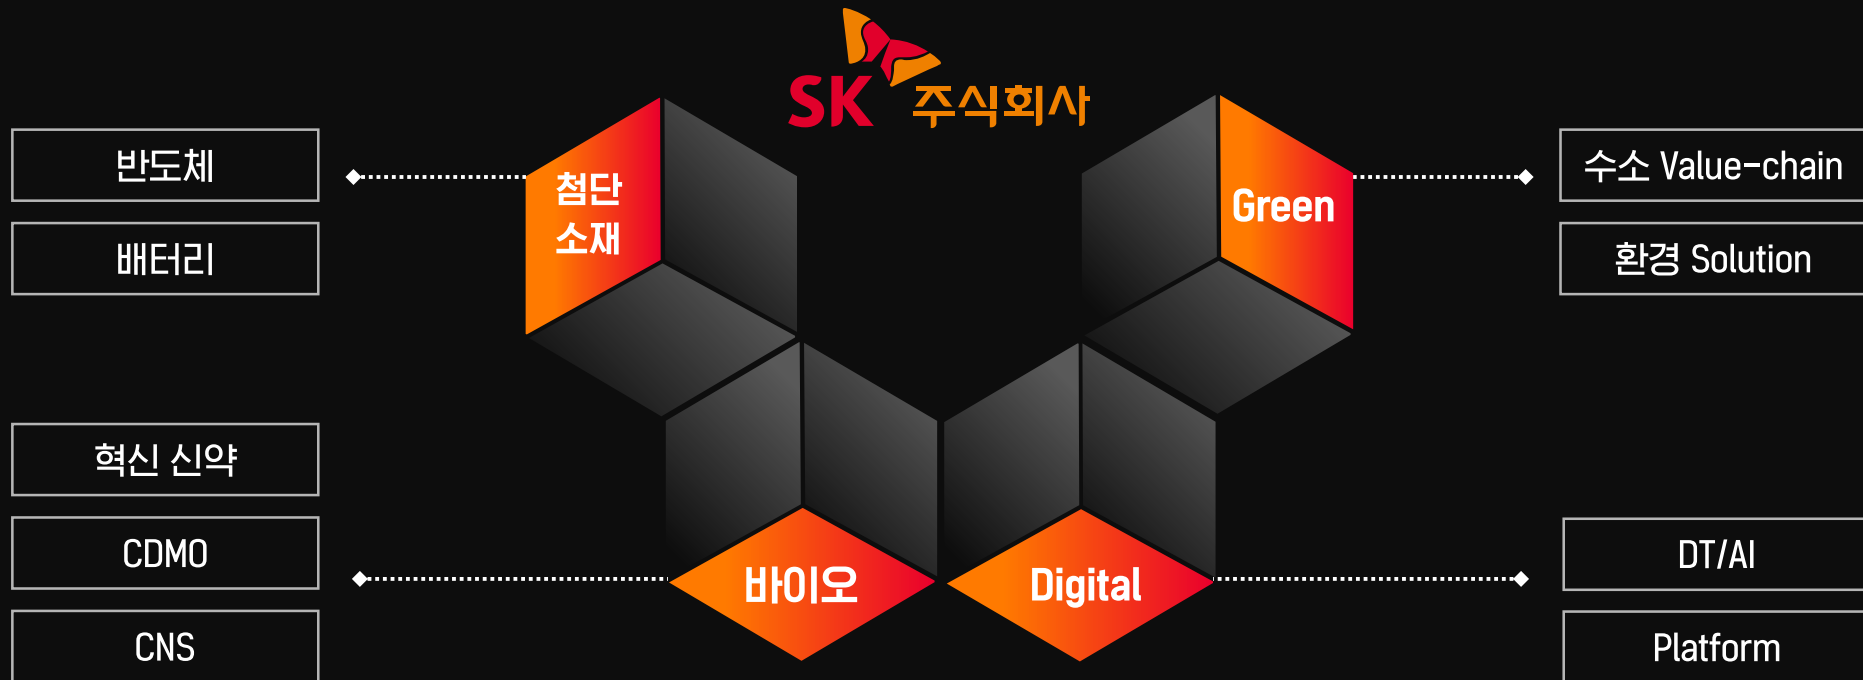 SK 주식회사
반도체
배터리
첨단
소재
Green
수소 Value-chain
환경 Solution
혁신 신약
CDMO
CNS
바이오
Digital
DT/AI
Platform